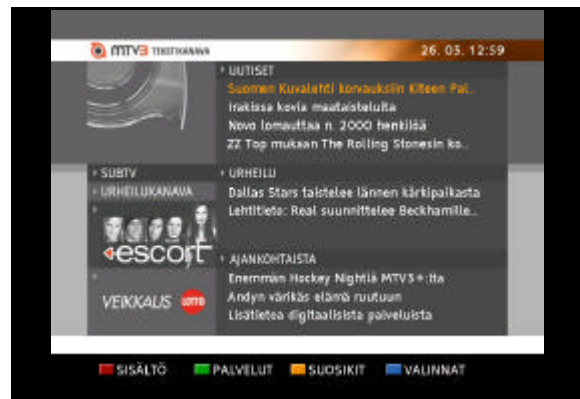 MTV3 TEKSTIKANAVA
26. 03. 12:59
UUTISET
Suomen Kuvalehti korvauksiin Kiteen Pal..
Irakissa kovia maataisteluita
Novo lomauttaa n. 2000 henkilöä
ZZ Top mukaan The Rolling Stonesin ko..
SUBTV
URHEILUKANAVA
escort
VEIKKAUS LOTTO
URHEILU
Dallas Stars taistelee lännen kärkipaikasta
Lehtitieto: Real suunnittelee Beckhamille..
AJANKOHTAISTA
Enemmän Hockey Nightiä MTV3+:lta
Andyn värikäs elämä ruutuun
Lisätietoa digitaalisista palveluista
SISÄLTÖ PALVELUT SUOSIKIT VALINNAT